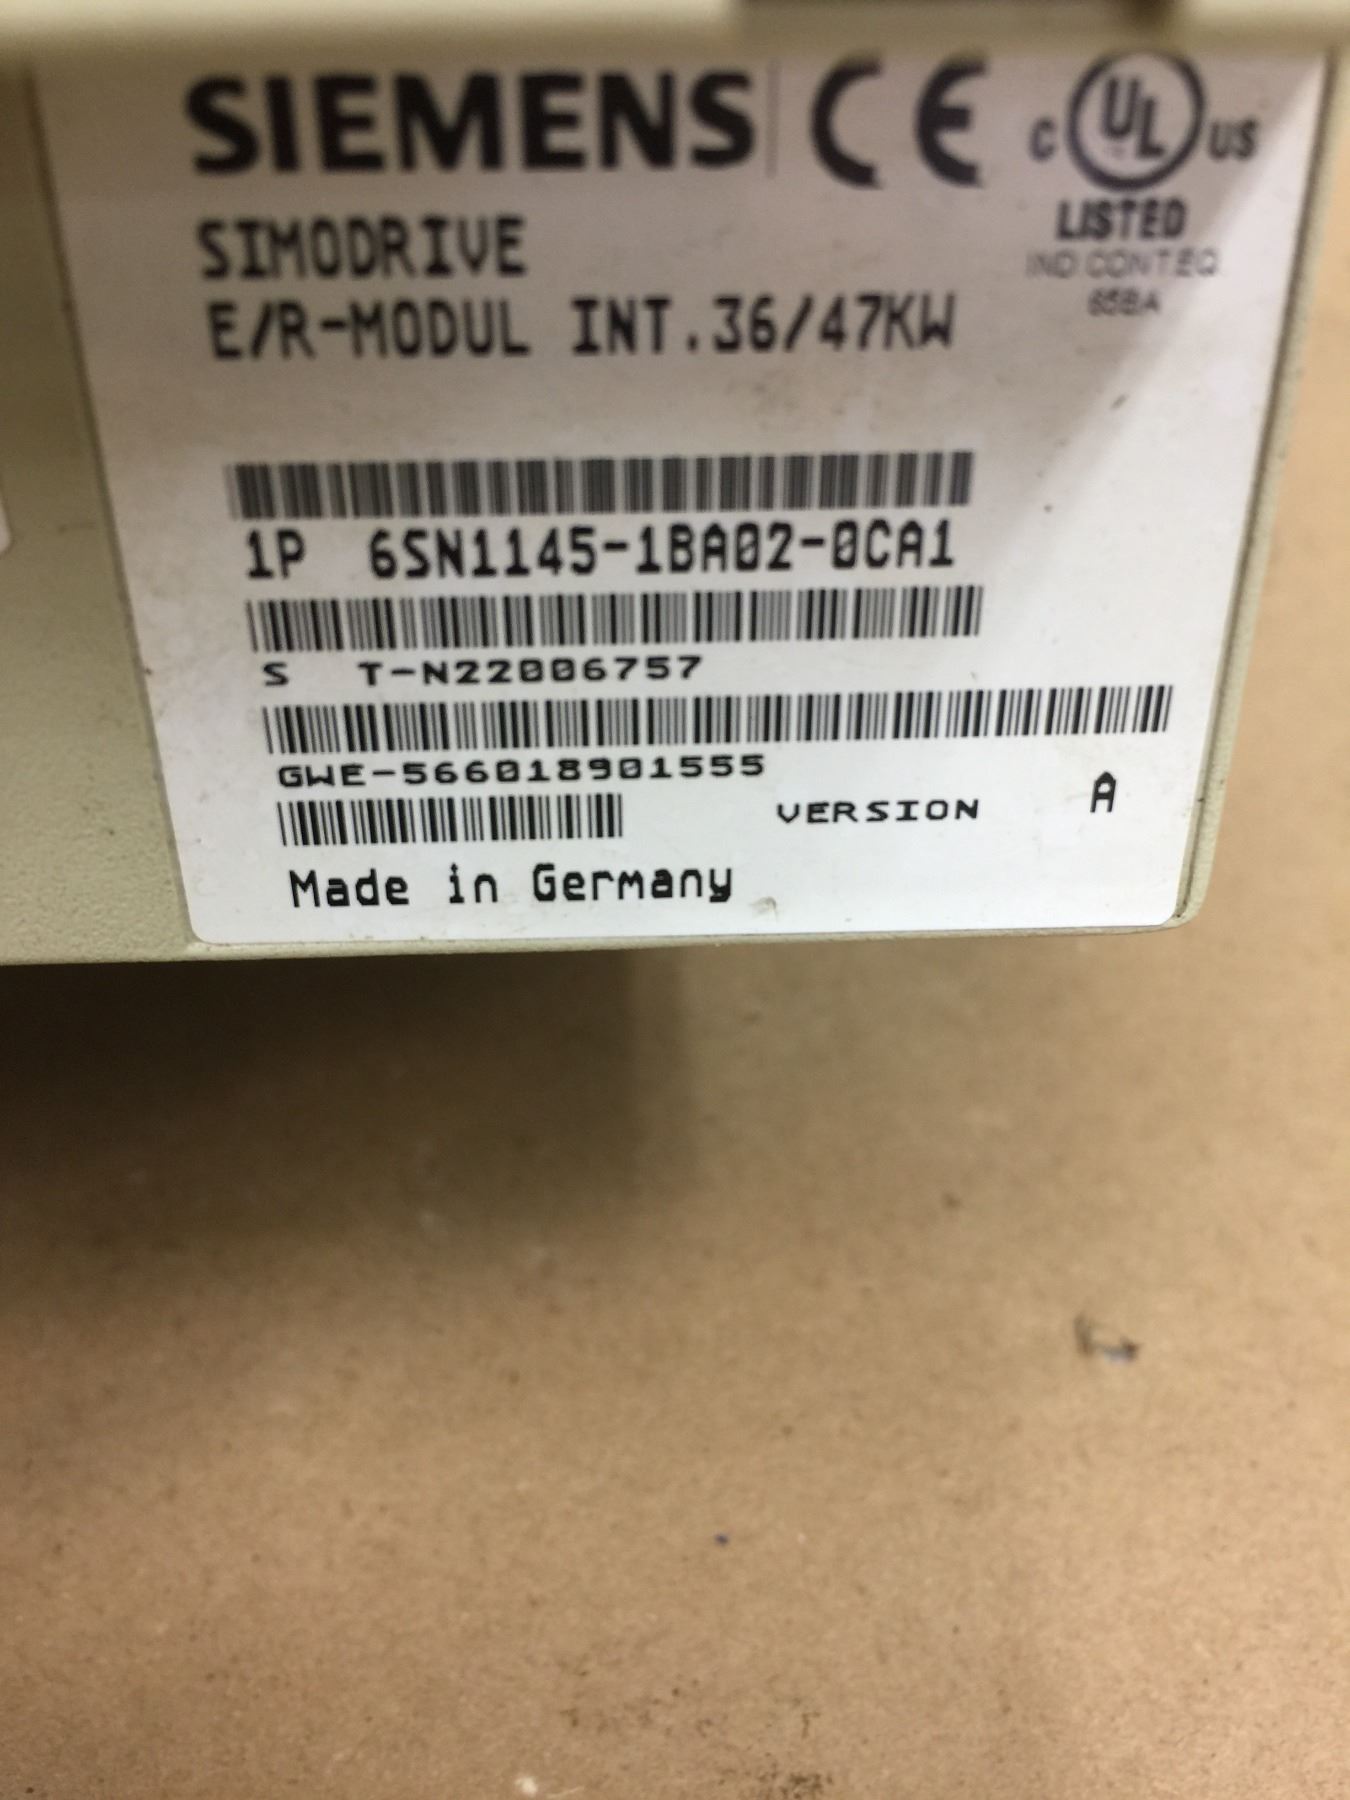 SIEMENS CE C UL US
LISTED
SIMODRIVE
IND CONT EQ
E/R-MODUL INT.36/47KW
65BA
1P 6SN1145-1BA02-0CA1
S T-N22006757
GWE-566018901555
VERSION A
Made in Germany